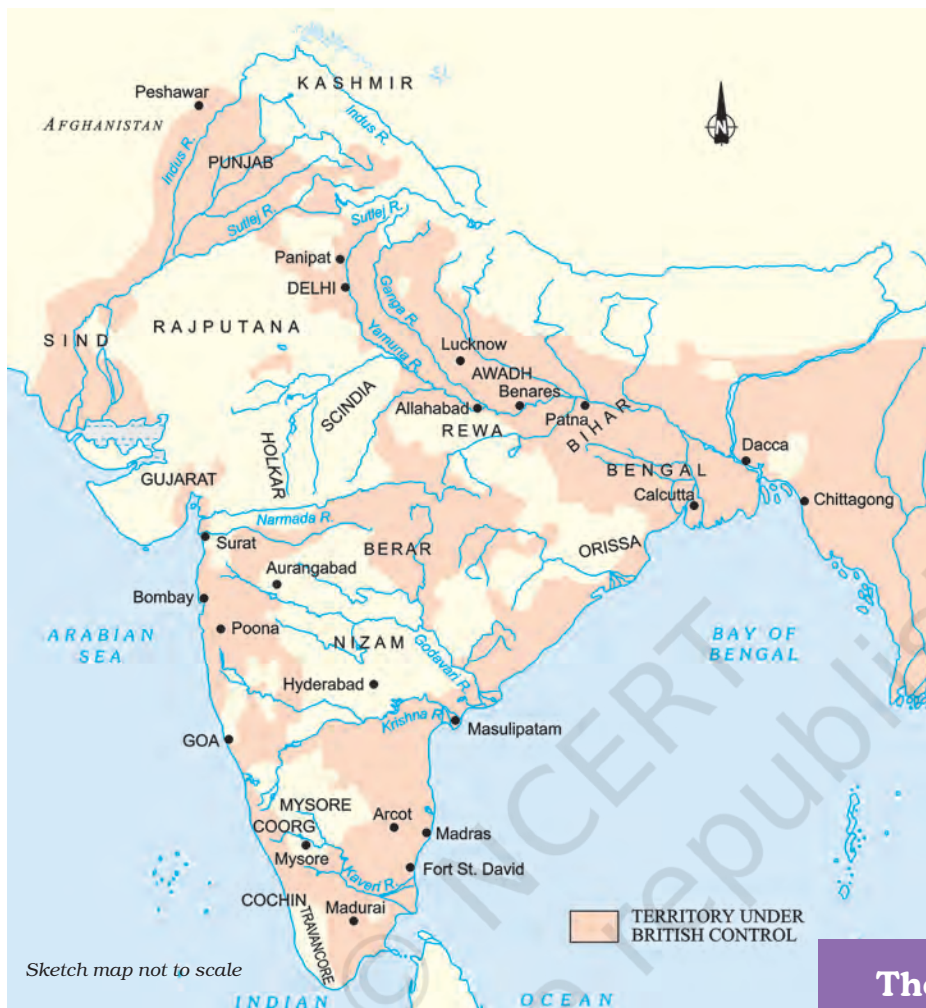 KASHMIR
Peshawar
AFGHANISTAN
Indus R.
Indus R.
PUNJAB
N
Sutlej R.
Sutlej R.
Panipat
DELHI
Ganga R.
RAJPUTANA
SIND
Yamuna R.
Lucknow
AWADH
Benares
SCINDIA
Allahabad
Patna
REWA
BIHAR
HOLKAR
Dacca
BENGAL
GUJARAT
Calcutta
Chittagong
Narmada R.
Surat
BERAR
ORISSA
Aurangabad
Bombay
Poona
ARABIAN
SEA
BAY OF
BENGAL
NIZAM
Godavari R.
Hyderabad
Krishna R.
Masulipatam
GOA
MYSORE
Arcot
COORG
Madras
Mysore
Fort St. David
Kaveri R.
COCHIN
Madurai
TRAVANCORE
TERRITORY UNDER
BRITISH CONTROL
Sketch map not to scale
INDIAN OCEAN
The
© NCERT
republis